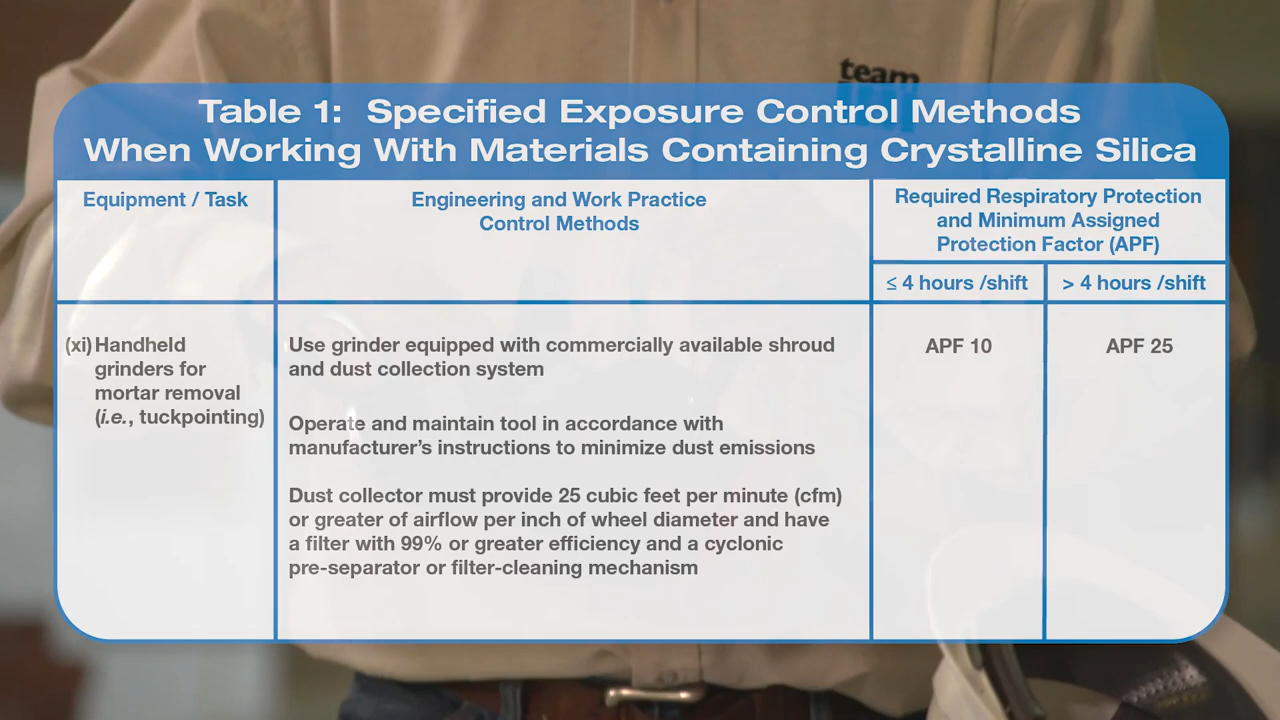 team
Table 1: Specified Exposure Control Methods
When Working With Materials Containing Crystalline Silica
Equipment / Task
Engineering and Work Practice
Control Methods
Required Respiratory Protection
and Minimum Assigned
Protection Factor (APF)
≤ 4 hours /shift
> 4 hours /shift
(xi) Handheld
grinders for
mortar removal
(i.e., tuckpointing)
Use grinder equipped with commercially available shroud
and dust collection system
Operate and maintain tool in accordance with
manufacturer's instructions to minimize dust emissions
Dust collector must provide 25 cubic feet per minute (cfm)
or greater of airflow per inch of wheel diameter and have
a filter with 99% or greater efficiency and a cyclonic
pre-separator or filter-cleaning mechanism
APF 10
APF 25